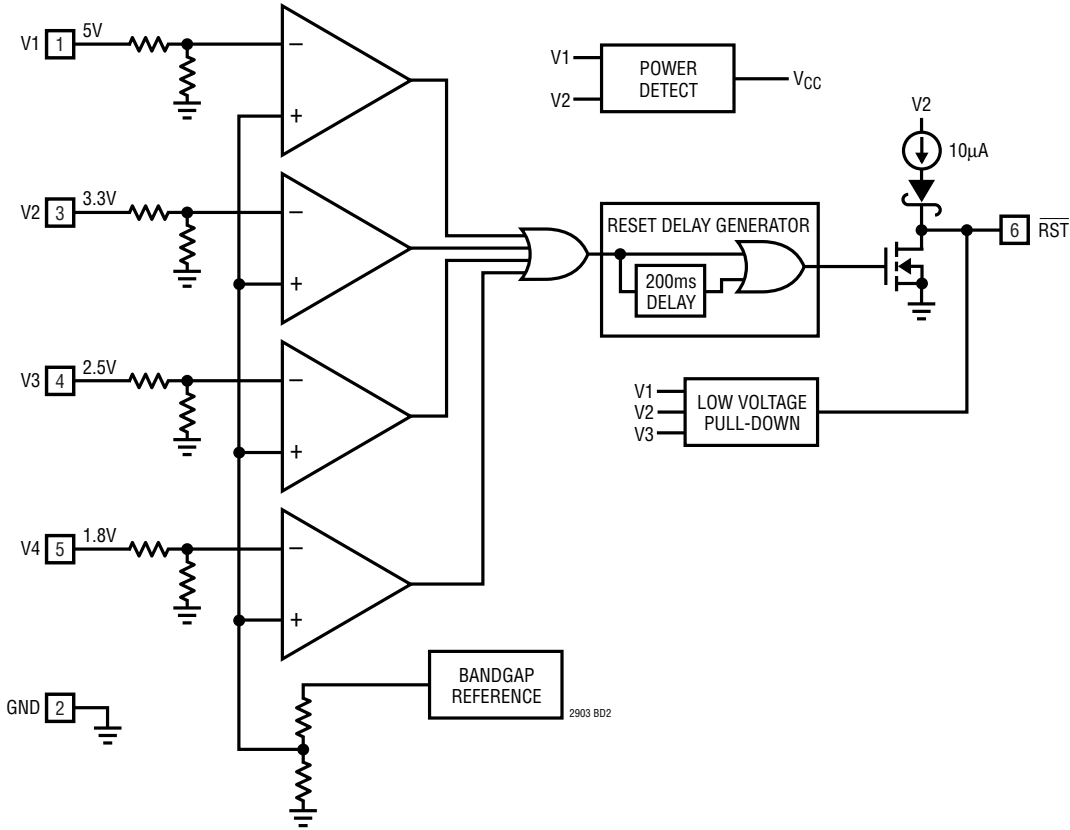 V1 1 5V
V2 3 3.3V
V3 4 2.5V
V4 5 1.8V
GND 2
− +
− +
− +
− +
BANDGAP
REFERENCE
2903 BD2
V1
V2
POWER
DETECT
VCC
RESET DELAY GENERATOR
200ms
DELAY
V2
10μA
6 RST
V1
V2
V3
LOW VOLTAGE
PULL-DOWN